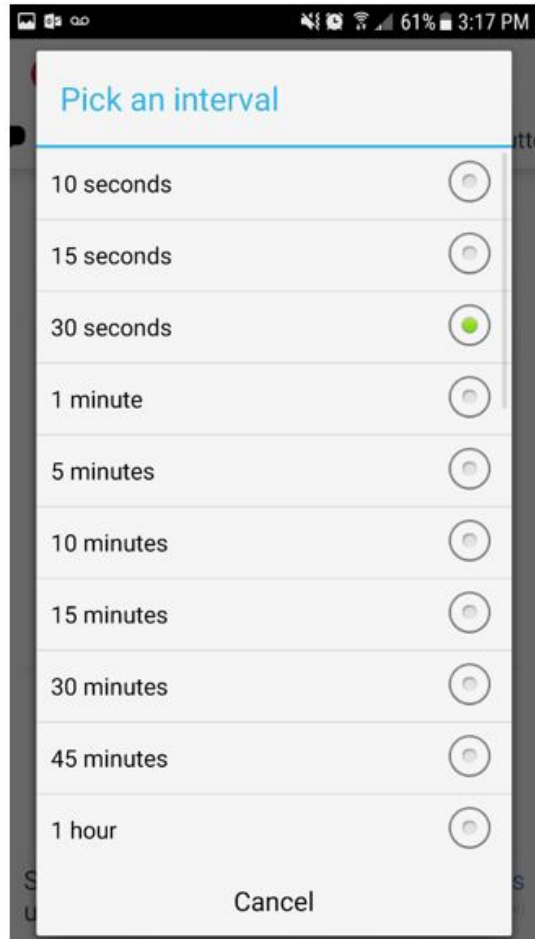 61% 3:17 PM
Pick an interval
utt
10 seconds
15 seconds
30 seconds
1 minute
5 minutes
10 minutes
15 minutes
30 minutes
45 minutes
1 hour
S s
u
Cancel